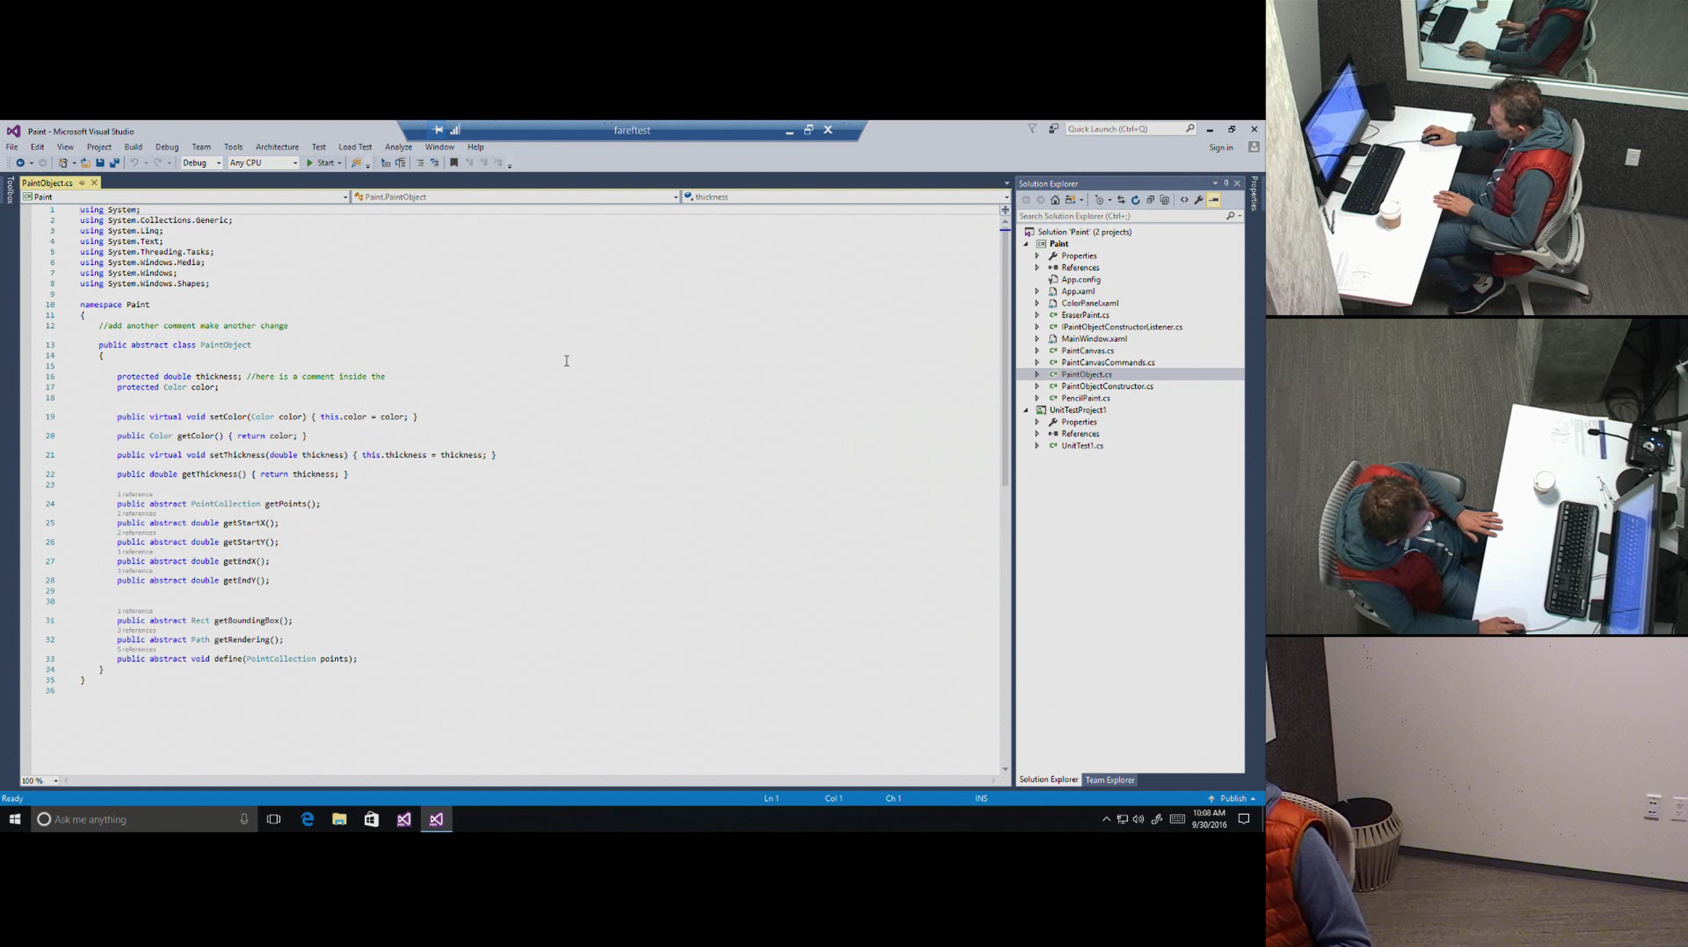 Paint - Microsoft Visual Studio
fareftest
Quick Launch (Ctrl+Q)
File Edit View Project Build Debug Team Tools Architecture Test Load Test Analyze Window Help
Sign in
Debug Any CPU Start
Toolbox
PaintObject.cs
Paint Paint.PaintObject thickness
1 using System;
2 using System.Collections.Generic;
3 using System.Linq;
4 using System.Text;
5 using System.Threading.Tasks;
6 using System.Windows.Media;
7 using System.Windows;
8 using System.Windows.Shapes;
9
10 namespace Paint
11 {
12 //add another comment make another change
13 public abstract class PaintObject
14 {
15
16 protected double thickness; //here is a comment inside the
17 protected Color color;
18
19 public virtual void setColor(Color color) { this.color = color; }
20 public Color getColor() { return color; }
21 public virtual void setThickness(double thickness) { this.thickness = thickness; }
22 public double getThickness() { return thickness; }
23
1 reference
24 public abstract PointCollection getPoints();
2 references
25 public abstract double getStartX();
2 references
26 public abstract double getStartY();
1 reference
27 public abstract double getEndX();
1 reference
28 public abstract double getEndY();
29
30
1 reference
31 public abstract Rect getBoundingBox();
3 references
32 public abstract Path getRendering();
5 references
33 public abstract void define(PointCollection points);
34 }
35 }
36
100 %
Solution Explorer
Properties
Search Solution Explorer (Ctrl+;)
Solution 'Paint' (2 projects)
Paint
Properties
References
App.config
App.xaml
ColorPanel.xaml
EraserPaint.cs
IPaintObjectConstructorListener.cs
MainWindow.xaml
PaintCanvas.cs
PaintCanvasCommands.cs
PaintObject.cs
PaintObjectConstructor.cs
PencilPaint.cs
UnitTestProject1
Properties
References
UnitTest1.cs
Solution Explorer Team Explorer
Ready Ln 1 Col 1 Ch 1 INS Publish
Ask me anything
10:08 AM
9/30/2016